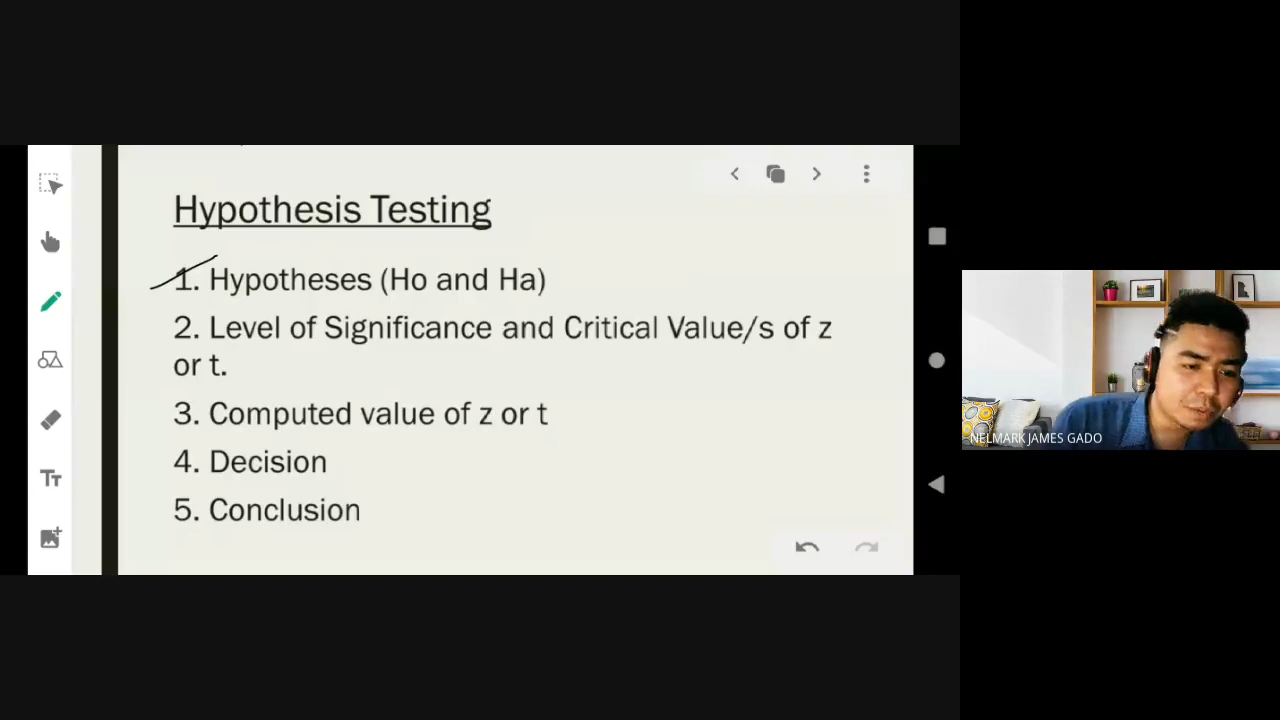 Hypothesis Testing
1. Hypotheses (Ho and Ha)
2. Level of Significance and Critical Value/s of z
or t.
3. Computed value of z or t
4. Decision
5. Conclusion
Tт
NELMARK JAMES GADO